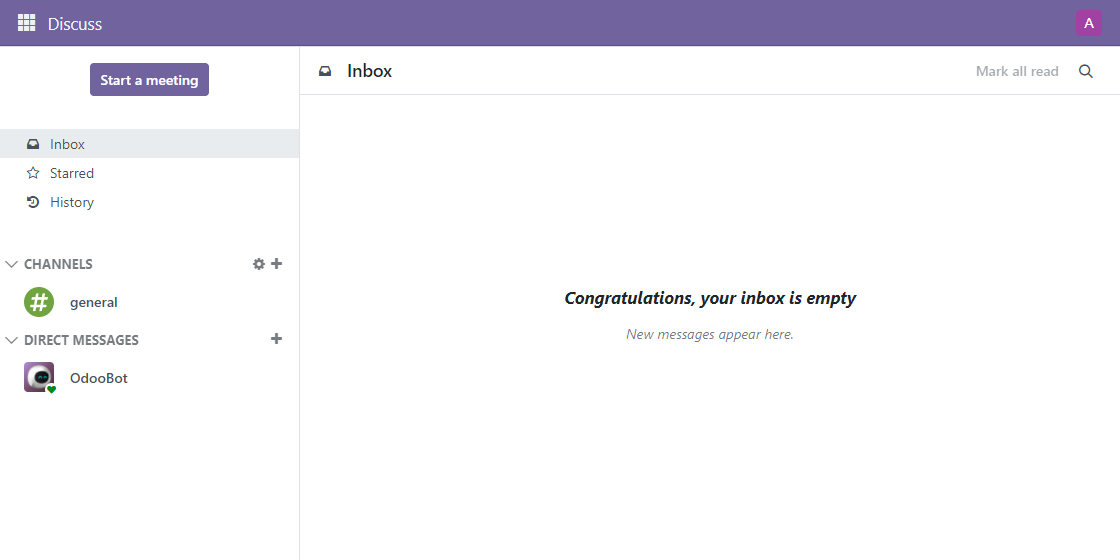 Discuss
A
Start a meeting
Inbox
Starred
History
CHANNELS
general
DIRECT MESSAGES
OdooBot
Inbox
Mark all read
Congratulations, your inbox is empty
New messages appear here.